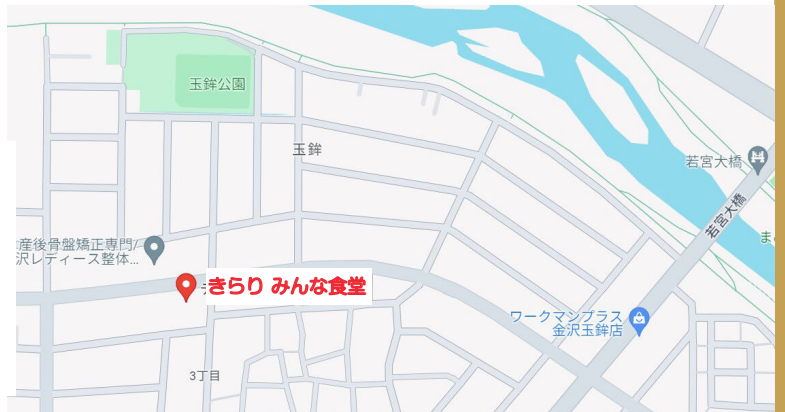 玉鉾公園
玉鉾
若宮大橋
若宮大橋
産後骨盤矯正専門/
沢レディース整体...
きらり みんな食堂
ワークマンプラス
金沢玉鉾店
3丁目
ま